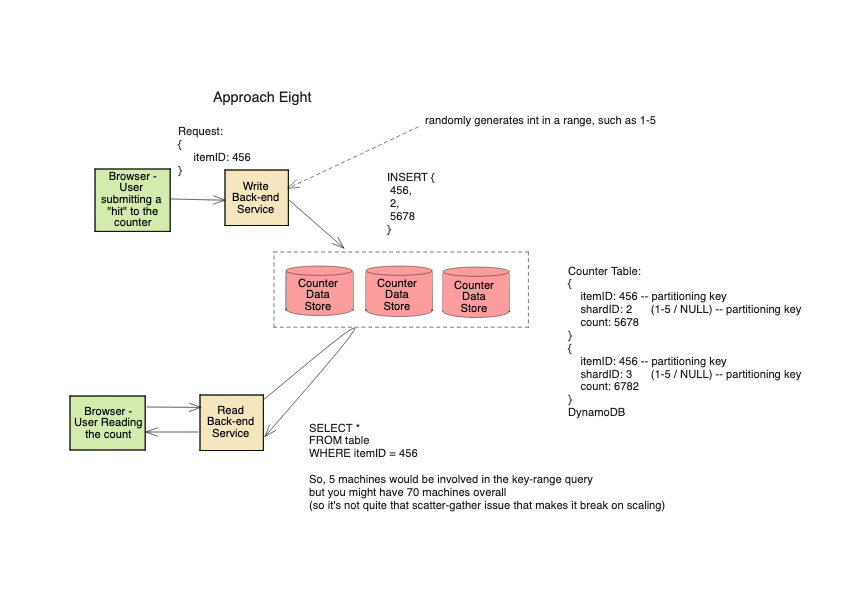 Approach Eight
randomly generates int in a range, such as 1-5
Request:
{
itemID: 456
}
Browser -
User
submitting a
"hit" to the
counter
Write
Back-end
Service
INSERT {
456,
2,
5678
}
Counter
Data
Store
Counter
Data
Store
Counter
Data
Store
Counter Table:
{
itemID: 456 -- partitioning key
shardID: 2 (1-5 / NULL) -- partitioning key
count: 5678
}
{
itemID: 456 -- partitioning key
shardID: 3 (1-5 / NULL) -- partitioning key
count: 6782
}
DynamoDB
Browser -
User Reading
the count
Read
Back-end
Service
SELECT *
FROM table
WHERE itemID = 456
So, 5 machines would be involved in the key-range query
but you might have 70 machines overall
(so it's not quite that scatter-gather issue that makes it break on scaling)